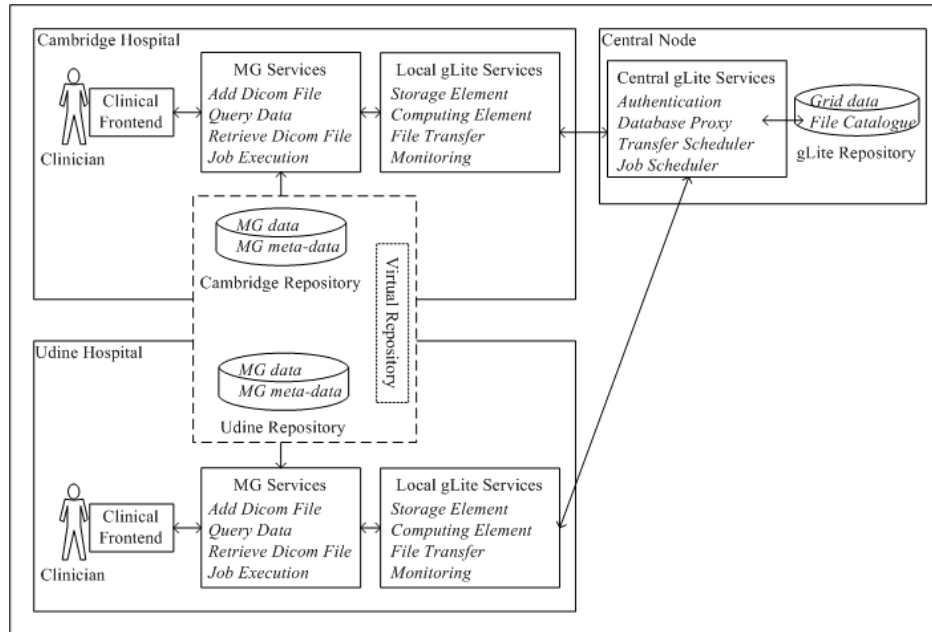 Cambridge Hospital
Clinician
Clinical
Frontend
MG Services
Add Dicom File
Query Data
Retrieve Dicom File
Job Execution
Local gLite Services
Storage Element
Computing Element
File Transfer
Monitoring
Central Node
Central gLite Services
Authentication
Database Proxy
Transfer Scheduler
Job Scheduler
Grid data
File Catalogue
gLite Repository
MG data
MG meta-data
Cambridge Repository
Virtual Repository
Udine Hospital
MG data
MG meta-data
Udine Repository
Clinician
Clinical
Frontend
MG Services
Add Dicom File
Query Data
Retrieve Dicom File
Job Execution
Local gLite Services
Storage Element
Computing Element
File Transfer
Monitoring